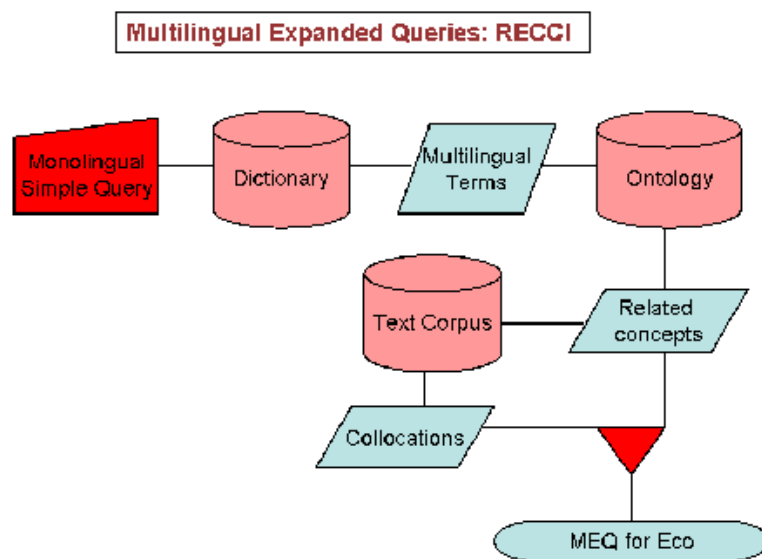 Multilingual Expanded Queries: RECCI
Monolingual
Simple Query
Dictionary
Multilingual
Terms
Ontology
Text Corpus
Related
concepts
Collocations
MEQ for Eco